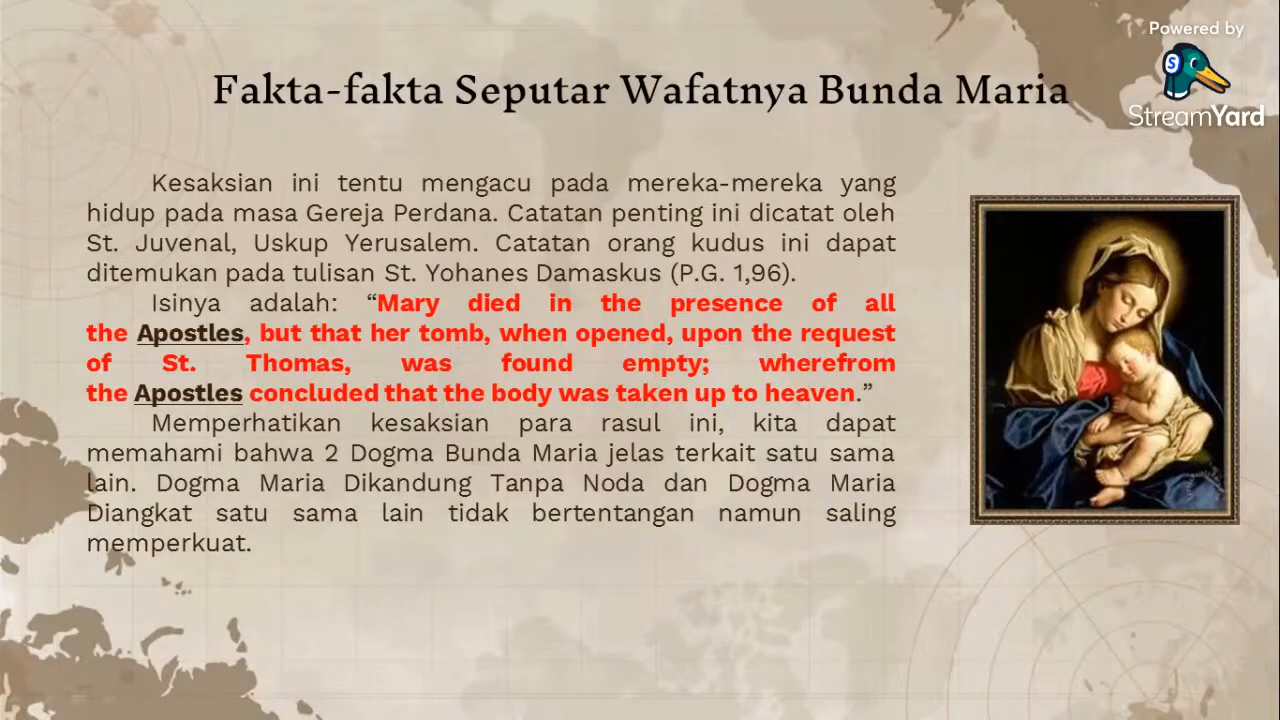 Powered by
StreamYard
Fakta-fakta Seputar Wafatnya Bunda Maria
Kesaksian ini tentu mengacu pada mereka-mereka yang
hidup pada masa Gereja Perdana. Catatan penting ini dicatat oleh
St. Juvenal, Uskup Yerusalem. Catatan orang kudus ini dapat
ditemukan pada tulisan St. Yohanes Damaskus (P.G. 1,96).
Isinya adalah: “Mary died in the presence of all
the Apostles, but that her tomb, when opened, upon the request
of St. Thomas, was found empty; wherefrom
the Apostles concluded that the body was taken up to heaven.”
Memperhatikan kesaksian para rasul ini, kita dapat
memahami bahwa 2 Dogma Bunda Maria jelas terkait satu sama
lain. Dogma Maria Dikandung Tanpa Noda dan Dogma Maria
Diangkat satu sama lain tidak bertentangan namun saling
memperkuat.